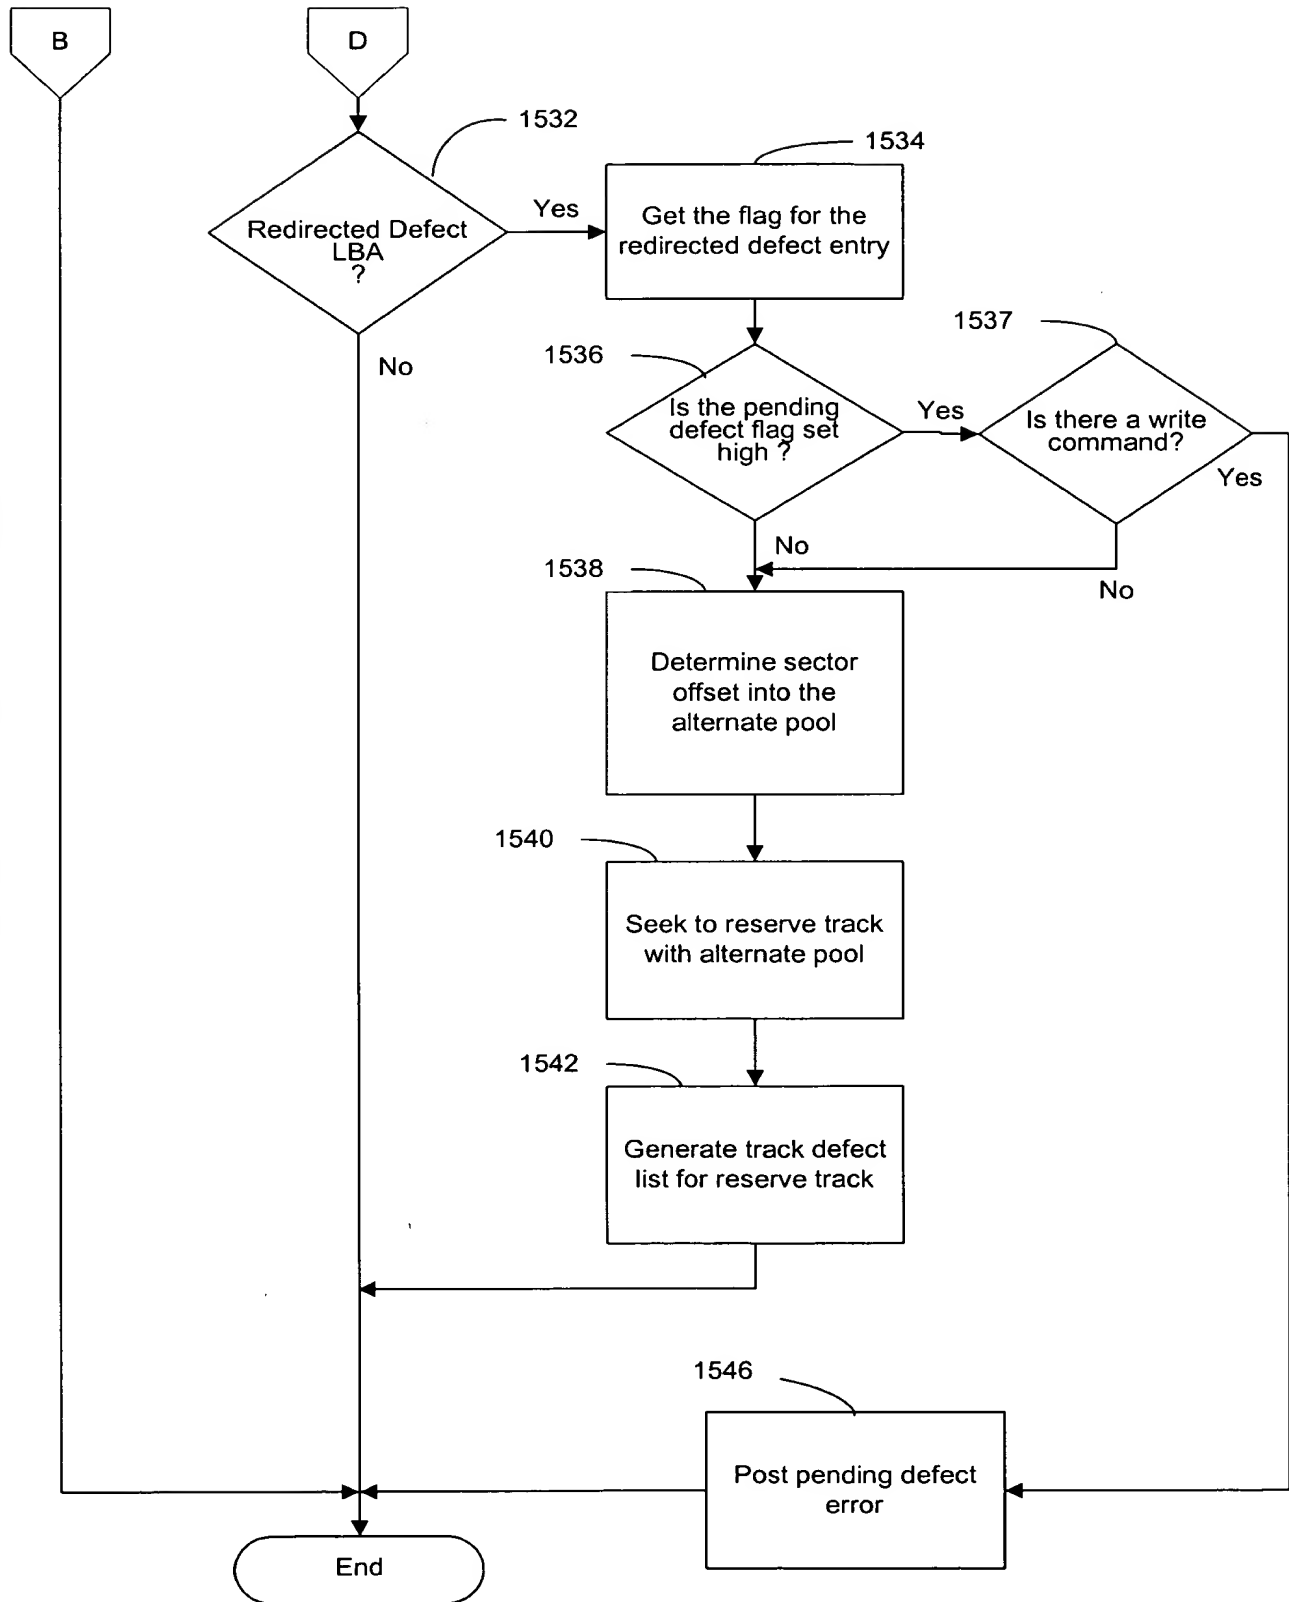 B
D
1532
1534
Redirected Defect
LBA
?
Yes
Get the flag for the
redirected defect entry
No
1536
1537
Is the pending
defect flag set
high ?
Yes
Is there a write
command?
Yes
No
No
1538
Determine sector
offset into the
alternate pool
1540
Seek to reserve track
with alternate pool
1542
Generate track defect
list for reserve track
1546
Post pending defect
error
End